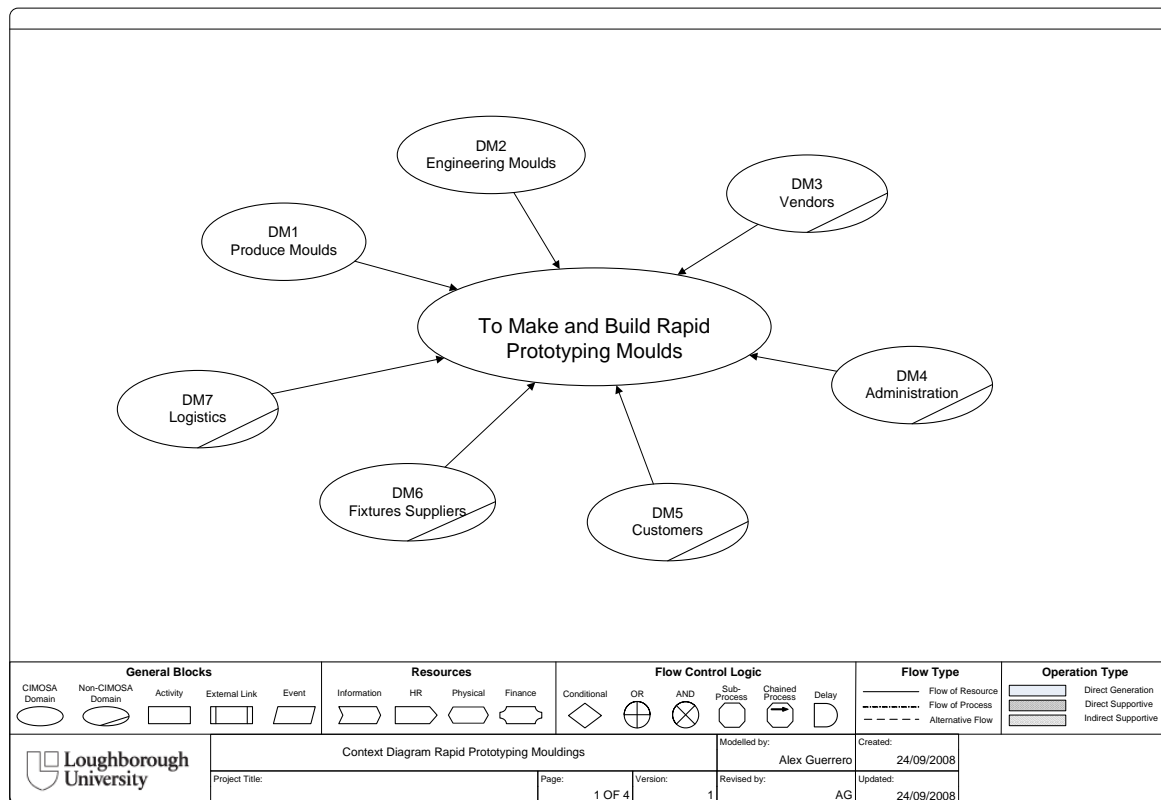 DM2
Engineering Moulds
DM3
Vendors
DM1
Produce Moulds
To Make and Build Rapid
Prototyping Moulds
DM4
Administration
DM7
Logistics
DM6
Fixtures Suppliers
DM5
Customers
General Blocks
Resources
Flow Control Logic
Flow Type
Operation Type
CIMOSA
Domain
Non-CIMOSA
Domain
Activity
External Link
Event
Information
HR
Physical
Finance
Conditional
OR
AND
Sub-
Process
Chained
Process
Delay
Flow of Resource
Flow of Process
Alternative Flow
Direct Generation
Direct Supportive
Indirect Supportive
Loughborough
University
Context Diagram Rapid Prototyping Mouldings
Modelled by:
Alex Guerrero
Created:
24/09/2008
Project Title:
Page:
1 OF 4
Version:
1
Revised by:
AG
Updated:
24/09/2008